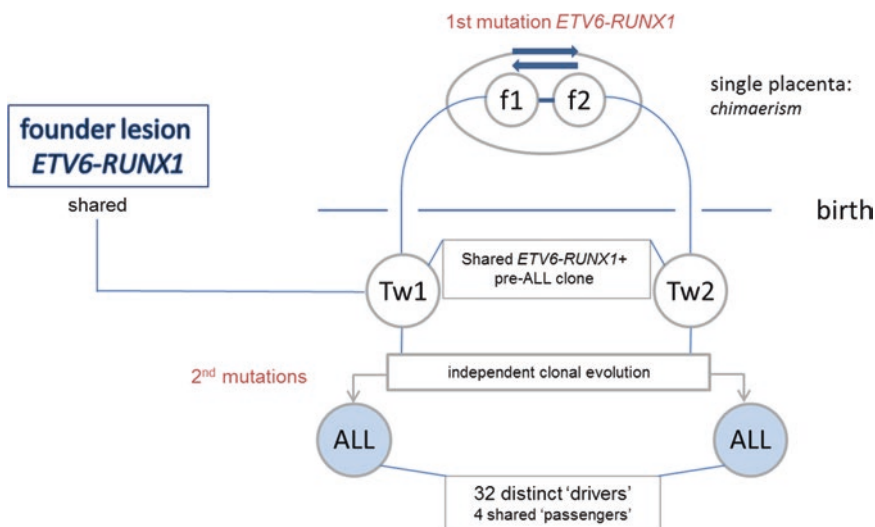 1st mutation ETV6-RUNX1
f1
f2
single placenta:
chimaerism
founder lesion
ETV6-RUNX1
shared
birth
Shared ETV6-RUNX1+
pre-ALL clone
Tw1
Tw2
2nd mutations
independent clonal evolution
ALL
ALL
32 distinct ‘drivers’
4 shared ‘passengers’